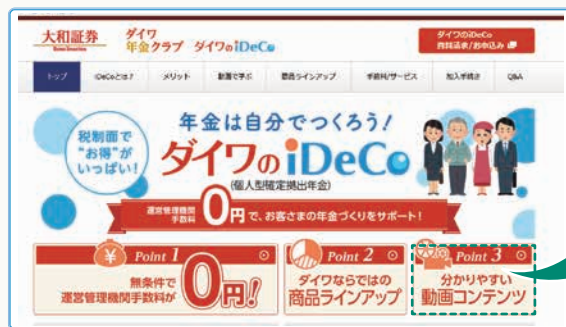 大和証券
Daiwa Securities
ダイワ
年金クラブ ダイワのiDeCo
ダイワのiDeCo
資料請求/お申込み
トップ
iDeCoとは?
メリット
動画で学ぶ
商品ラインアップ
手数料/サービス
加入手続き
Q&A
税制面で
“お得”が
いっぱい!
年金は自分でつくろう!
ダイワのiDeCo
(個人型確定拠出年金)
運営管理機関
手数料 0円で、お客さまの年金づくりをサポート!
Point 1
無条件で
運営管理機関手数料が
0円!
Point 2
ダイワならではの
商品ラインアップ
Point 3
分かりやすい
動画コンテンツ